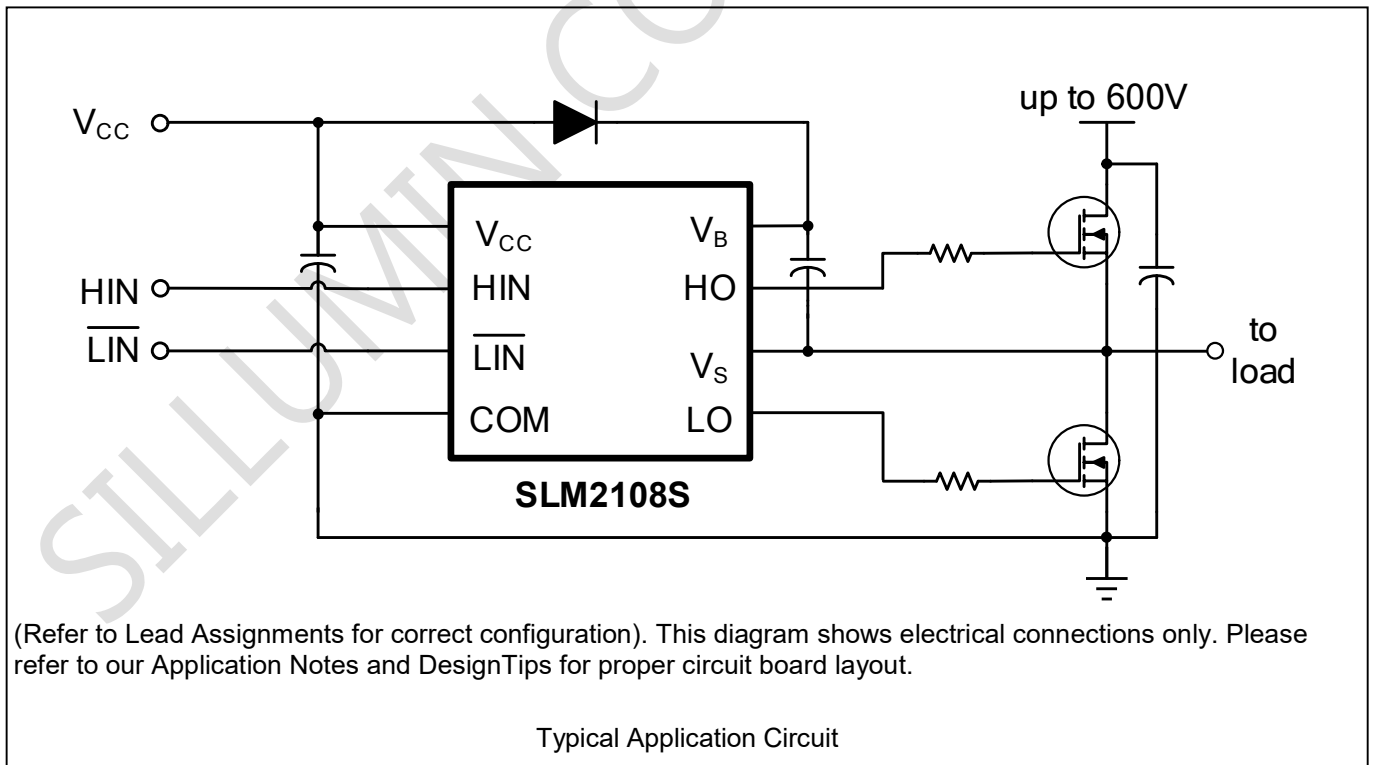 SILLUMIN CO
up to 600V
VCC
VCC
VB
HIN
HIN
HO
LIN
LIN
VS
to
load
COM
LO
SLM2108S
(Refer to Lead Assignments for correct configuration). This diagram shows electrical connections only. Please
refer to our Application Notes and DesignTips for proper circuit board layout.
Typical Application Circuit